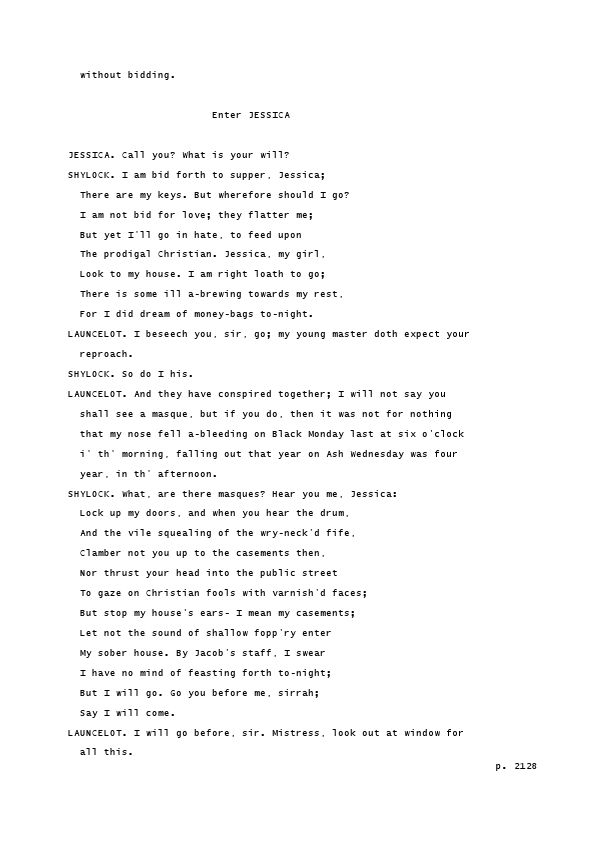 without bidding.
Enter JESSICA
JESSICA. Call you? What is your will?
SHYLOCK. I am bid forth to supper, Jessica;
There are my keys. But wherefore should I go?
I am not bid for love; they flatter me;
But yet I'll go in hate, to feed upon
The prodigal Christian. Jessica, my girl,
Look to my house. I am right loath to go;
There is some ill a-brewing towards my rest,
For I did dream of money-bags to-night.
LAUNCELOT. I beseech you, sir, go; my young master doth expect your
reproach.
SHYLOCK. So do I his.
LAUNCELOT. And they have conspired together; I will not say you
shall see a masque, but if you do, then it was not for nothing
that my nose fell a-bleeding on Black Monday last at six o'clock
i' th' morning, falling out that year on Ash Wednesday was four
year, in th' afternoon.
SHYLOCK. What, are there masques? Hear you me, Jessica:
Lock up my doors, and when you hear the drum,
And the vile squealing of the wry-neck'd fife,
Clamber not you up to the casements then,
Nor thrust your head into the public street
To gaze on Christian fools with varnish'd faces;
But stop my house's ears- I mean my casements;
Let not the sound of shallow fopp'ry enter
My sober house. By Jacob's staff, I swear
I have no mind of feasting forth to-night;
But I will go. Go you before me, sirrah;
Say I will come.
LAUNCELOT. I will go before, sir. Mistress, look out at window for
all this.
p. 2128